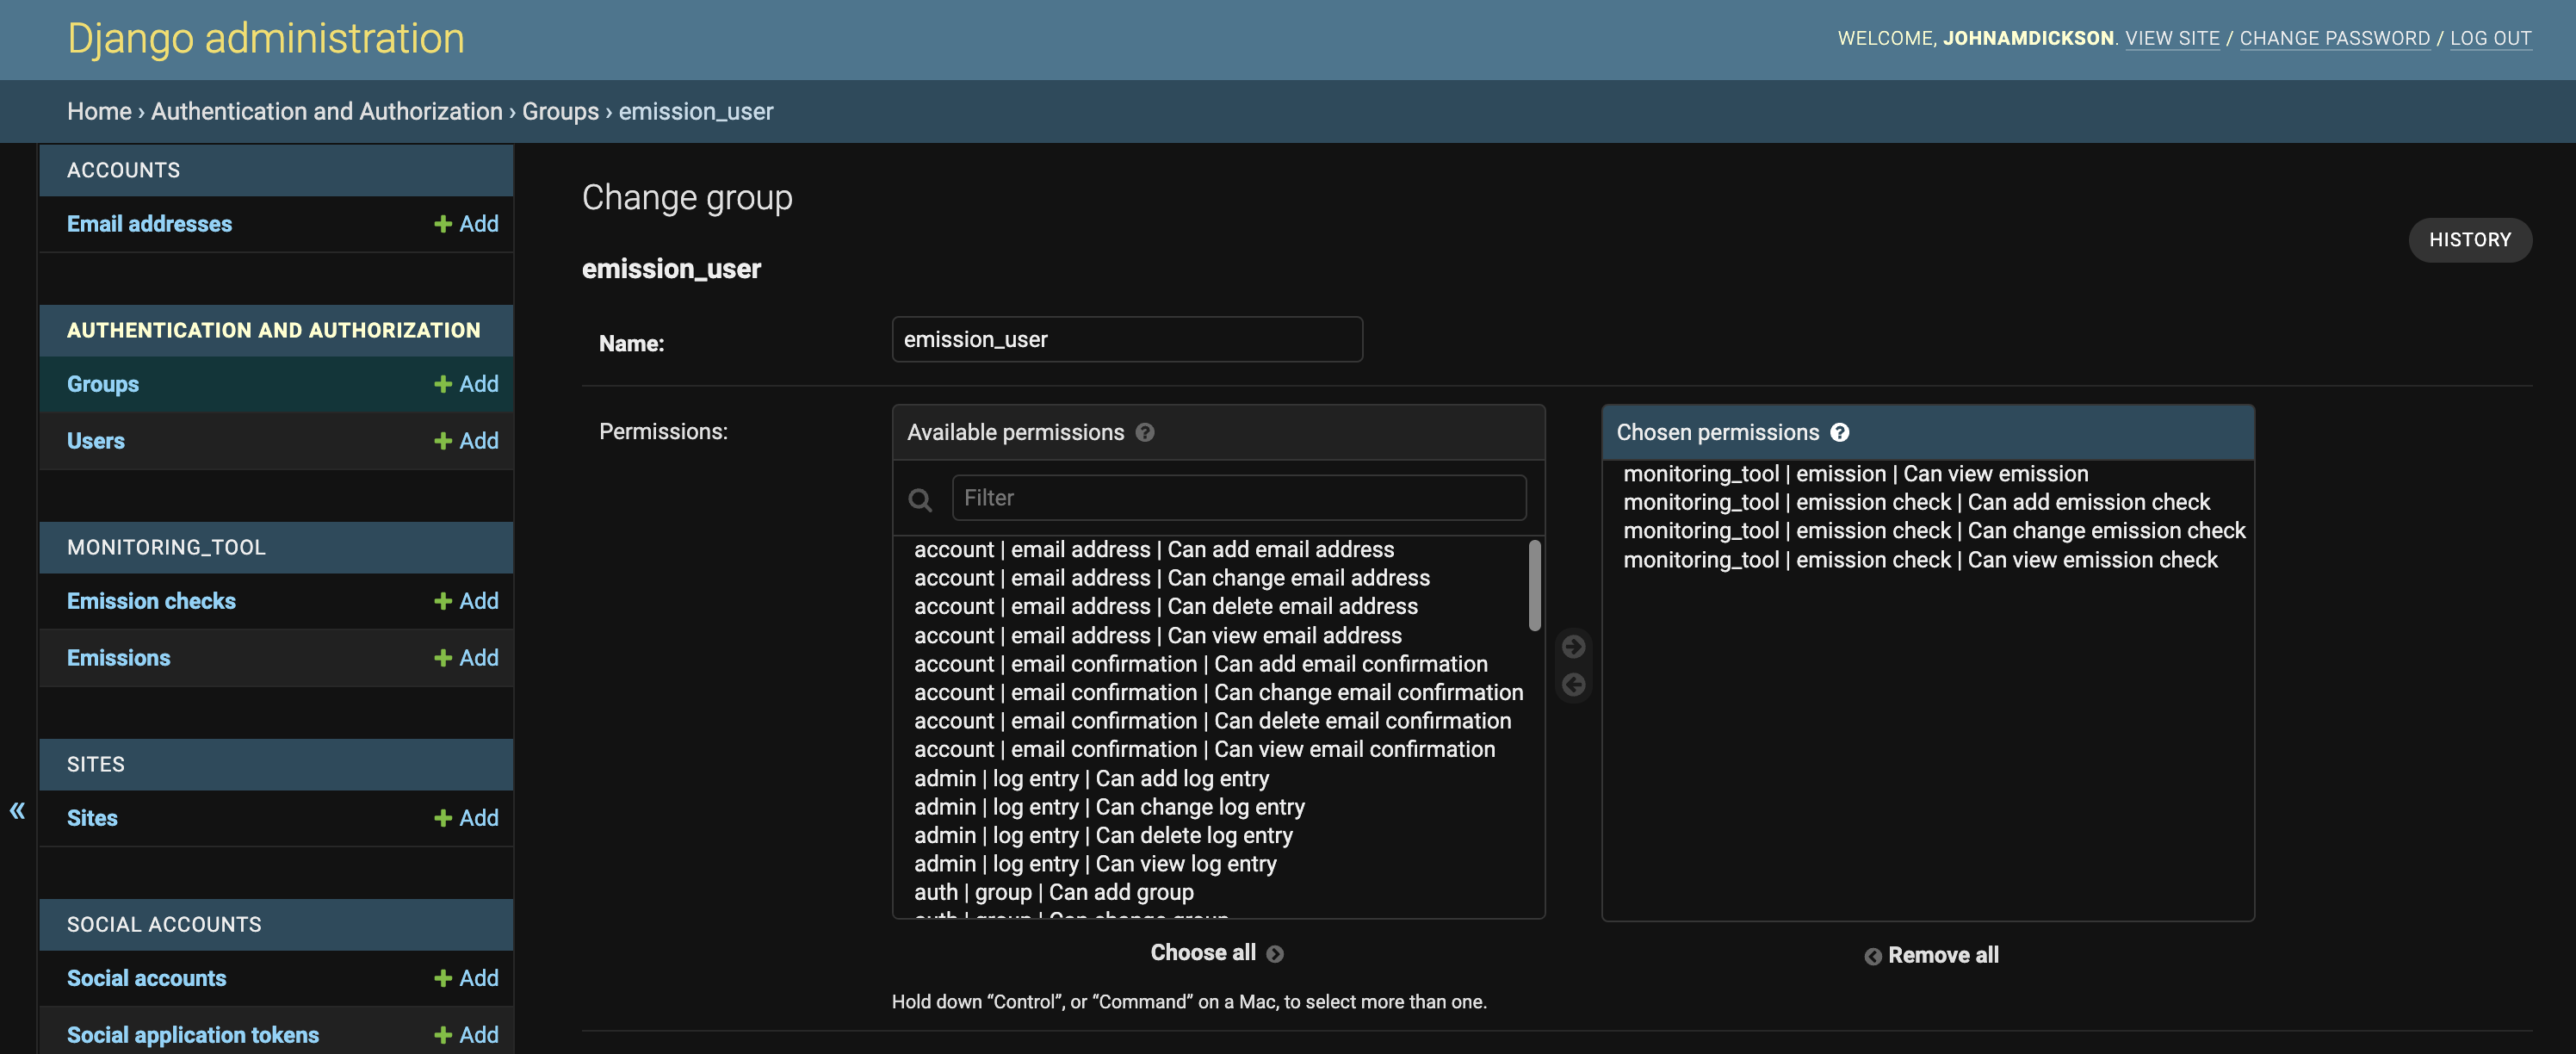 Django administration
WELCOME, JOHNAMDICKSON. VIEW SITE / CHANGE PASSWORD / LOG OUT
Home › Authentication and Authorization › Groups › emission_user
ACCOUNTS
Email addresses + Add
AUTHENTICATION AND AUTHORIZATION
Groups + Add
Users + Add
MONITORING_TOOL
Emission checks + Add
Emissions + Add
SITES
Sites + Add
SOCIAL ACCOUNTS
Social accounts + Add
Social application tokens + Add
«
Change group
HISTORY
emission_user
Name:
emission_user
Permissions:
Available permissions ?
Filter
account | email address | Can add email address
account | email address | Can change email address
account | email address | Can delete email address
account | email address | Can view email address
account | email confirmation | Can add email confirmation
account | email confirmation | Can change email confirmation
account | email confirmation | Can delete email confirmation
account | email confirmation | Can view email confirmation
admin | log entry | Can add log entry
admin | log entry | Can change log entry
admin | log entry | Can delete log entry
admin | log entry | Can view log entry
auth | group | Can add group
auth | group | Can change group
Choose all
Hold down “Control”, or “Command” on a Mac, to select more than one.
Chosen permissions ?
monitoring_tool | emission | Can view emission
monitoring_tool | emission check | Can add emission check
monitoring_tool | emission check | Can change emission check
monitoring_tool | emission check | Can view emission check
Remove all